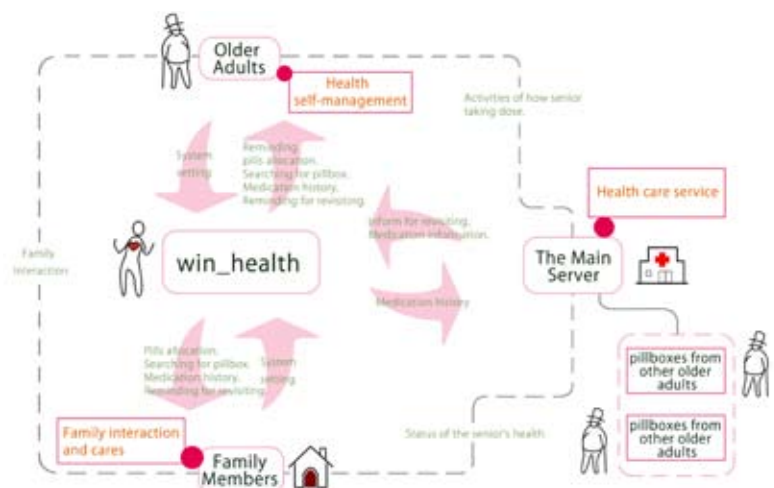 Older
Adults
Health
self-management
Activities of how senior
taking dose.
System
setting
Reminding
pills allocation.
Searching for pillbox.
Medication history.
Reminding for revisiting.
Health care service
Inform for revisiting.
Medication information.
Family
Interaction
win_health
The Main
Server
Medication history
Pills allocation.
Searching for pillbox.
Medication history.
Reminding for revisiting.
System
setting
pillboxes from
other older
adults
pillboxes from
other older
adults
Family interaction
and cares
Status of the senior's health
Family
Members